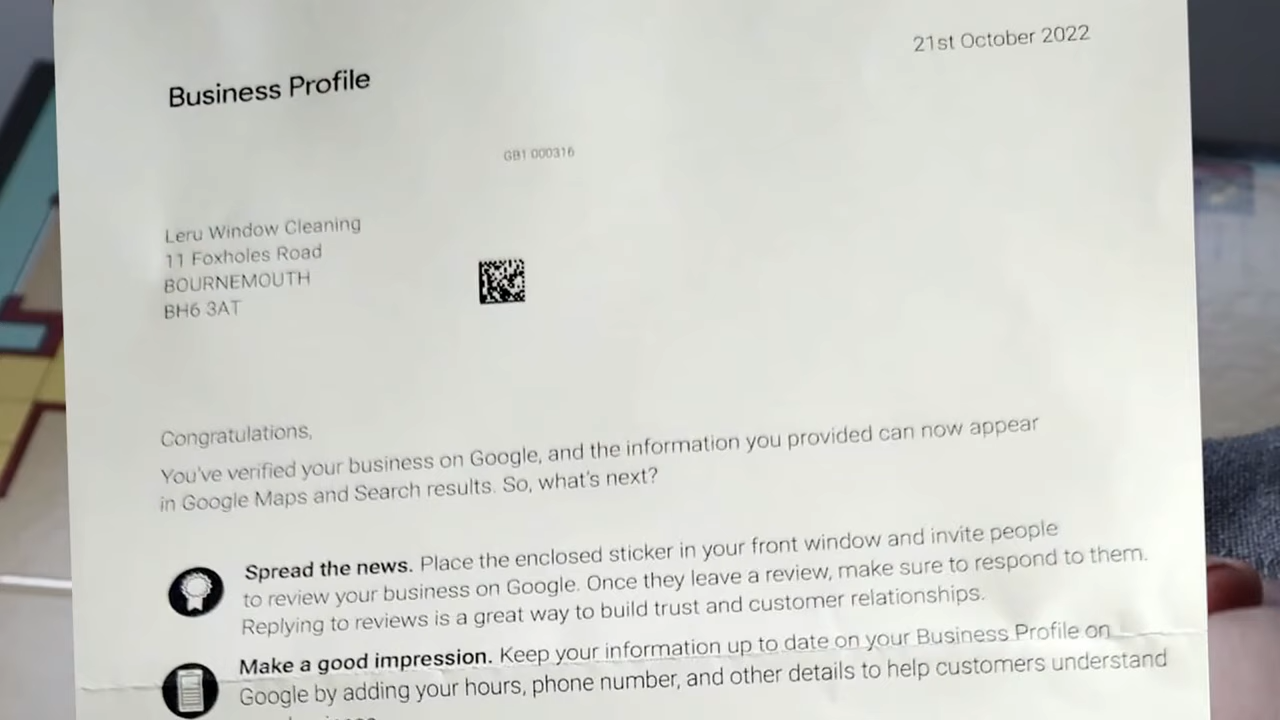 21st October 2022
Business Profile
GB1 000316
Leru Window Cleaning
11 Foxholes Road
BOURNEMOUTH
BH6 3AT
Congratulations,
You've verified your business on Google, and the information you provided can now appear
in Google Maps and Search results. So, what's next?
Spread the news. Place the enclosed sticker in your front window and invite people
to review your business on Google. Once they leave a review, make sure to respond to them.
Replying to reviews is a great way to build trust and customer relationships.
Make a good impression. Keep your information up to date on your Business Profile on
Google by adding your hours, phone number, and other details to help customers understand